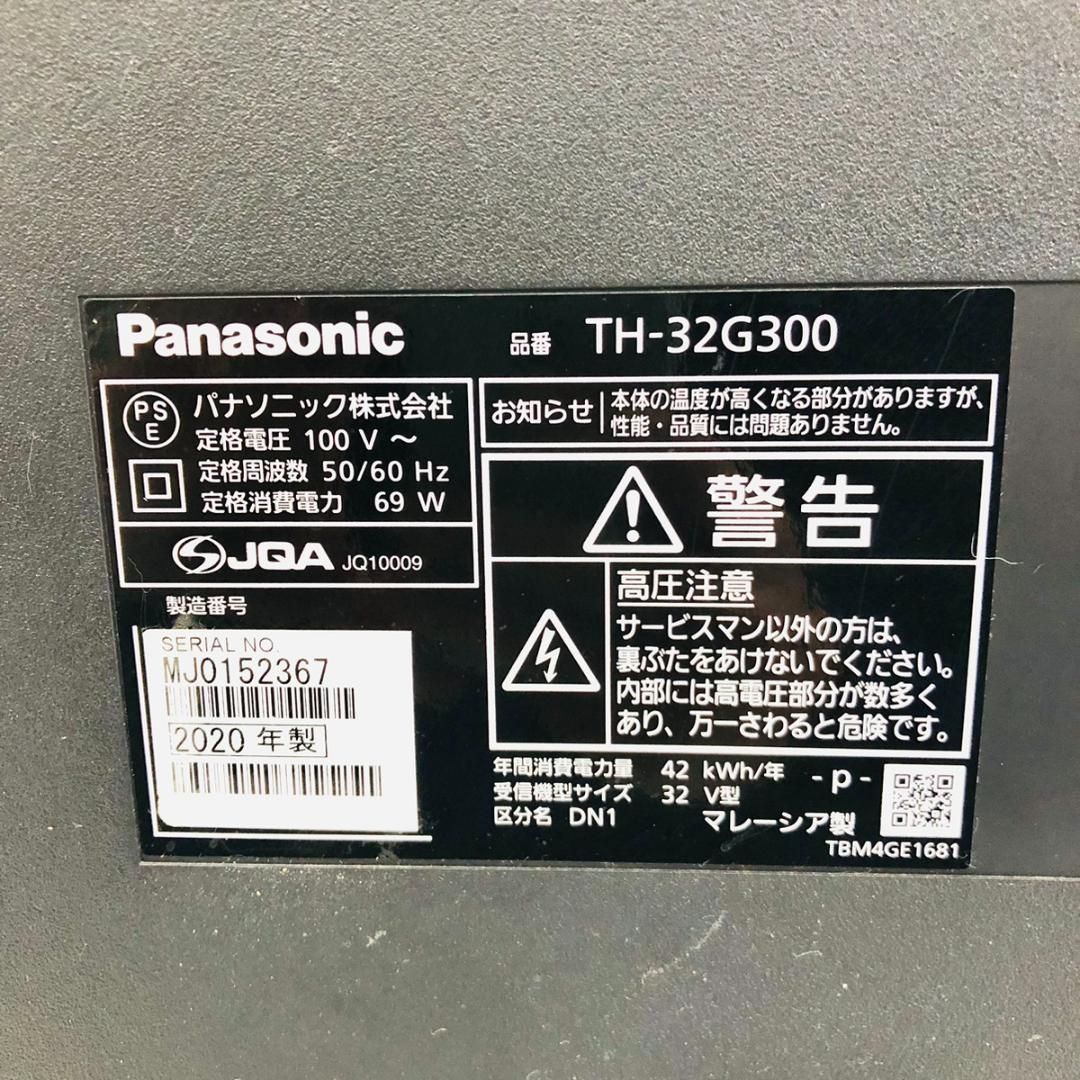 Panasonic
品番 TH-32G300
PS
E
パナソニック株式会社
定格電圧 100 V ～
定格周波数 50/60 Hz
定格消費電力 69 W
JQA JQ10009
製造番号
SERIAL NO.
MJ0152367
2020 年製
お知らせ
本体の温度が高くなる部分がありますが、
性能・品質には問題ありません。
警告
高圧注意
サービスマン以外の方は、
裏ぶたをあけないでください。
内部には高電圧部分が数多く
あり、万一さわると危険です。
年間消費電力量 42 kWh/年
受信機型サイズ 32 V型
区分名 DN1
- p -
マレーシア製
TBM4GE1681